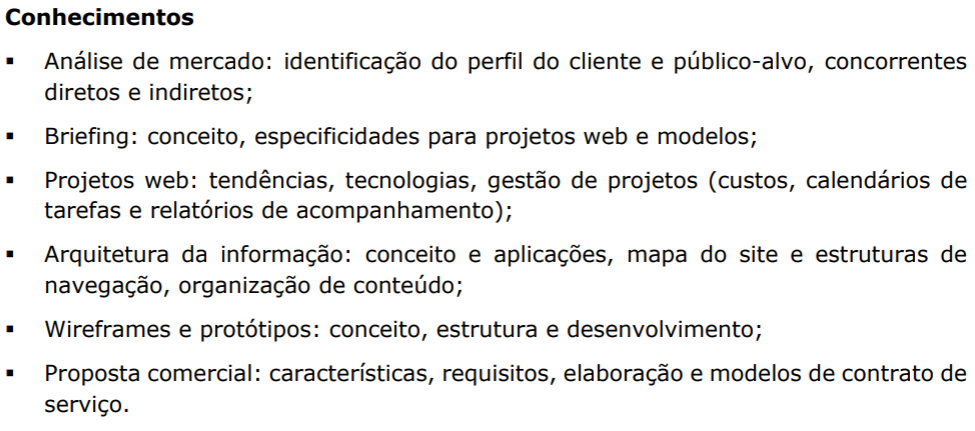 Conhecimentos
▪ Análise de mercado: identificação do perfil do cliente e público-alvo, concorrentes
diretos e indiretos;
▪ Briefing: conceito, especificidades para projetos web e modelos;
▪ Projetos web: tendências, tecnologias, gestão de projetos (custos, calendários de
tarefas e relatórios de acompanhamento);
▪ Arquitetura da informação: conceito e aplicações, mapa do site e estruturas de
navegação, organização de conteúdo;
▪ Wireframes e protótipos: conceito, estrutura e desenvolvimento;
▪ Proposta comercial: características, requisitos, elaboração e modelos de contrato de
serviço.